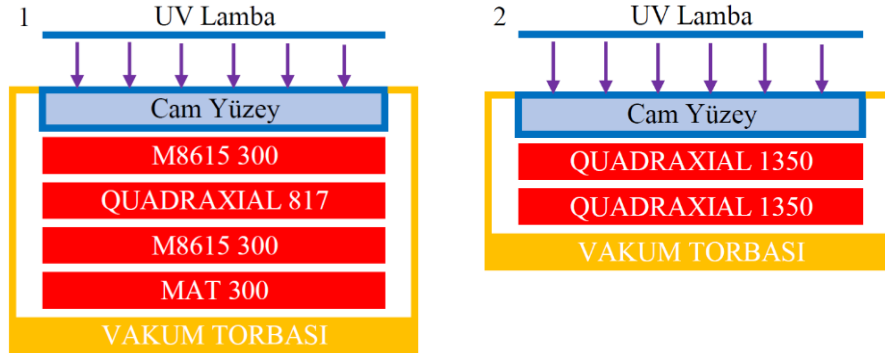 1
UV Lamba
Cam Yüzey
M8615 300
QUADRAXIAL 817
M8615 300
MAT 300
VAKUM TORBASI
2
UV Lamba
Cam Yüzey
QUADRAXIAL 1350
QUADRAXIAL 1350
VAKUM TORBASI